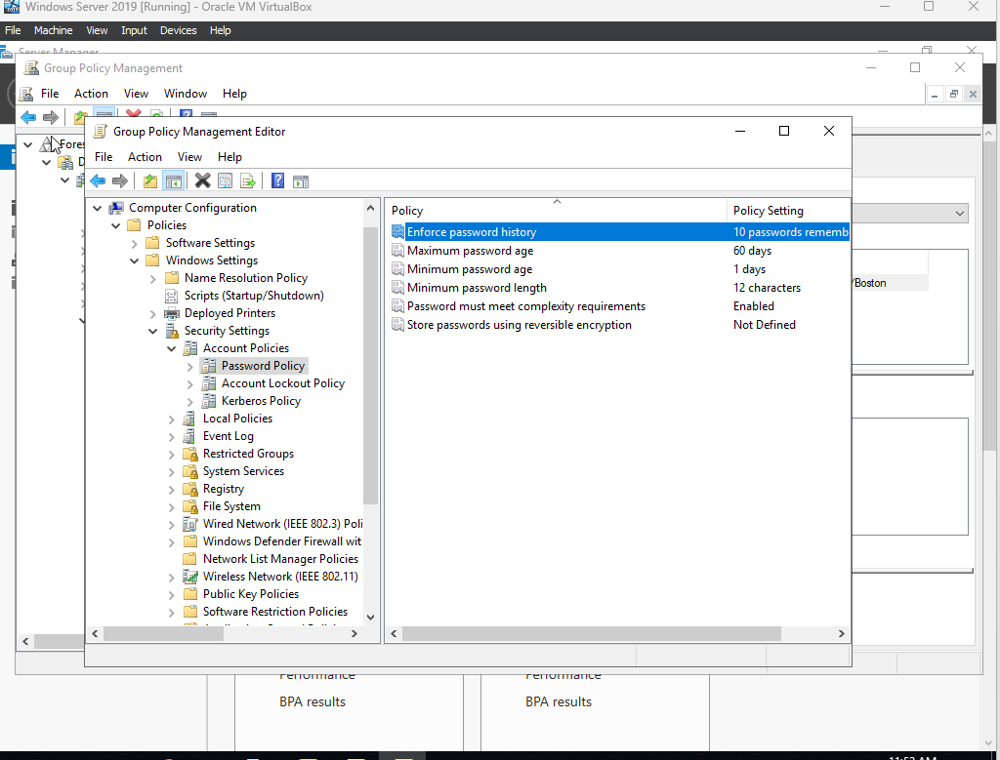 Windows Server 2019 [Running] - Oracle VM VirtualBox
File Machine View Input Devices Help
Server Manager
Group Policy Management
File Action View Window Help
Group Policy Management Editor
File Action View Help
Computer Configuration
Policies
Software Settings
Windows Settings
Name Resolution Policy
Scripts (Startup/Shutdown)
Deployed Printers
Security Settings
Account Policies
Password Policy
Account Lockout Policy
Kerberos Policy
Local Policies
Event Log
Restricted Groups
System Services
Registry
File System
Wired Network (IEEE 802.3) Poli
Windows Defender Firewall wit
Network List Manager Policies
Wireless Network (IEEE 802.11)
Public Key Policies
Software Restriction Policies
Policy Policy Setting
Enforce password history 10 passwords rememb
Maximum password age 60 days
Minimum password age 1 days
Minimum password length 12 characters
Password must meet complexity requirements Enabled
Store passwords using reversible encryption Not Defined
Fores
D
/Boston
Performance Performance
BPA results BPA results
11:52 AM